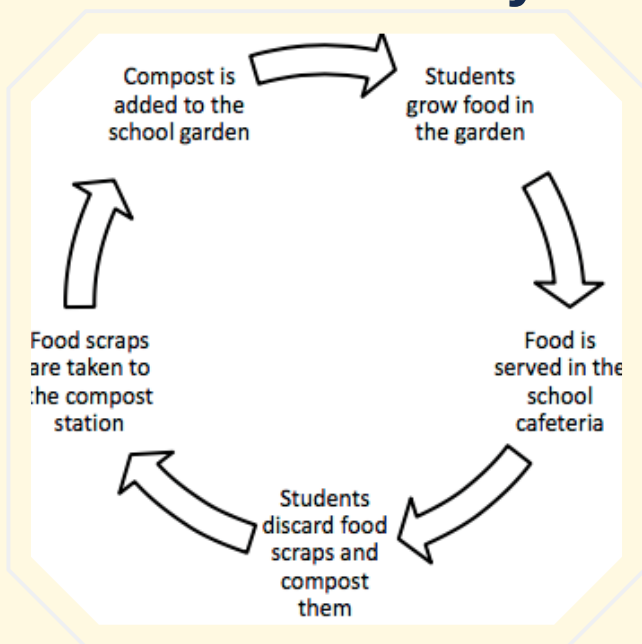 Compost is
added to the
school garden
Students
grow food in
the garden
Food is
served in the
school
cafeteria
Students
discard food
scraps and
compost
them
Food scraps
are taken to
the compost
station